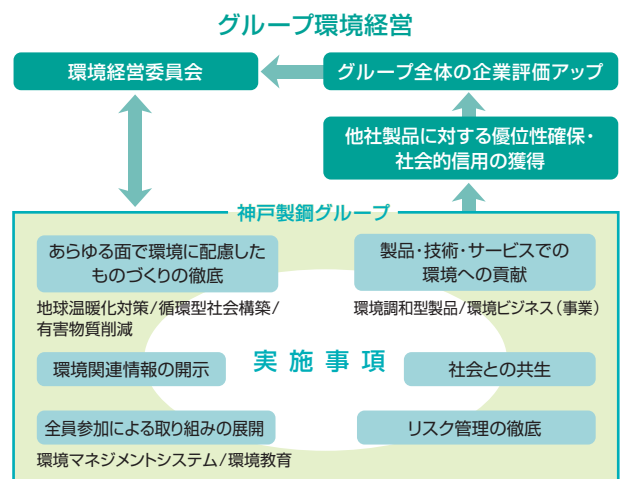 グループ環境経営
環境経営委員会
グループ全体の企業評価アップ
他社製品に対する優位性確保・
社会的信用の獲得
神戸製鋼グループ
あらゆる面で環境に配慮した
ものづくりの徹底
地球温暖化対策/循環型社会構築/
有害物質削減
製品・技術・サービスでの
環境への貢献
環境調和型製品/環境ビジネス(事業)
環境関連情報の開示
実施事項
社会との共生
全員参加による取り組みの展開
環境マネジメントシステム/環境教育
リスク管理の徹底